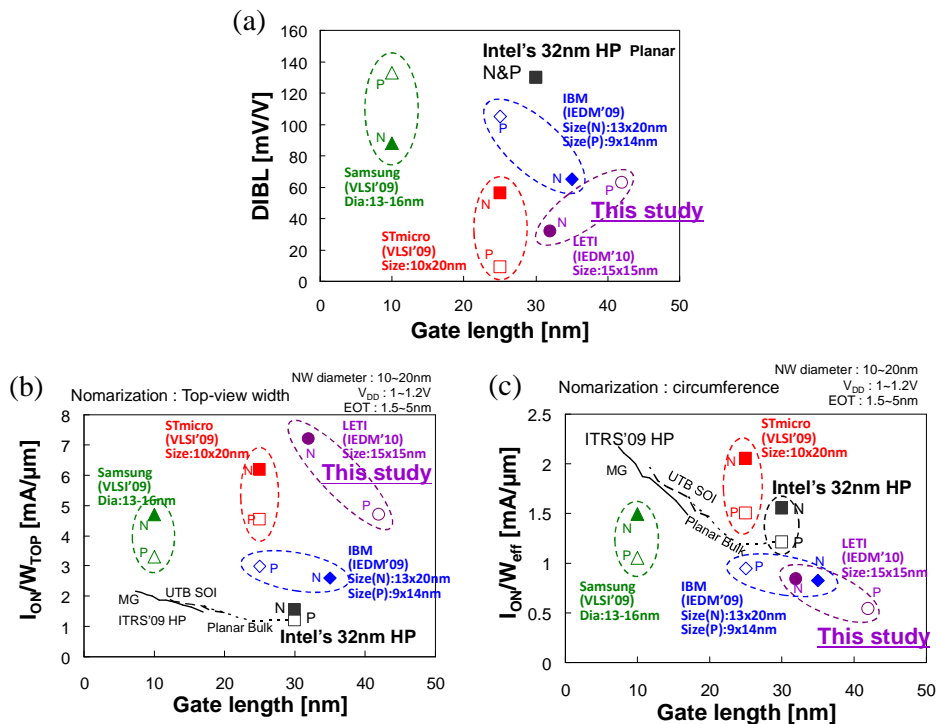 (a)
DIBL [mV/V]
160
140
120
100
80
60
40
20
0
0
10
20
30
40
50
Gate length [nm]
Intel's 32nm HP Planar
N&P
P
N
Samsung
(VLSI'09)
Dia:13-16nm
IBM
(IEDM'09)
Size(N):13x20nm
Size(P):9x14nm
P
N
N
P
STmicro
(VLSI'09)
Size:10x20nm
P
N
This study
LETI
(IEDM'10)
Size:15x15nm
(b)
Nomarization : Top-view width
NW diameter : 10~20nm
VDD : 1~1.2V
EOT : 1.5~5nm
ION/WTOP [mA/µm]
8
7
6
5
4
3
2
1
0
0
10
20
30
40
50
Gate length [nm]
STmicro
(VLSI'09)
Size:10x20nm
N
P
LETI
(IEDM'10)
Size:15x15nm
N
This study
P
Samsung
(VLSI'09)
Dia:13-16nm
N
P
P
N
IBM
(IEDM'09)
Size(N):13x20nm
Size(P):9x14nm
MG
UTB SOI
ITRS'09 HP
Planar Bulk
N
P
Intel's 32nm HP
(c)
Nomarization : circumference
NW diameter : 10~20nm
VDD : 1~1.2V
EOT : 1.5~5nm
ION/Weff [mA/µm]
2.5
2
1.5
1
0.5
0
0
10
20
30
40
50
Gate length [nm]
STmicro
(VLSI'09)
Size:10x20nm
N
P
ITRS'09 HP
MG
UTB SOI
Planar Bulk
Intel's 32nm HP
N
P
N
P
Samsung
(VLSI'09)
Dia:13-16nm
LETI
(IEDM'10)
Size:15x15nm
P
N
N
P
IBM
(IEDM'09)
Size(N):13x20nm
Size(P):9x14nm
This study